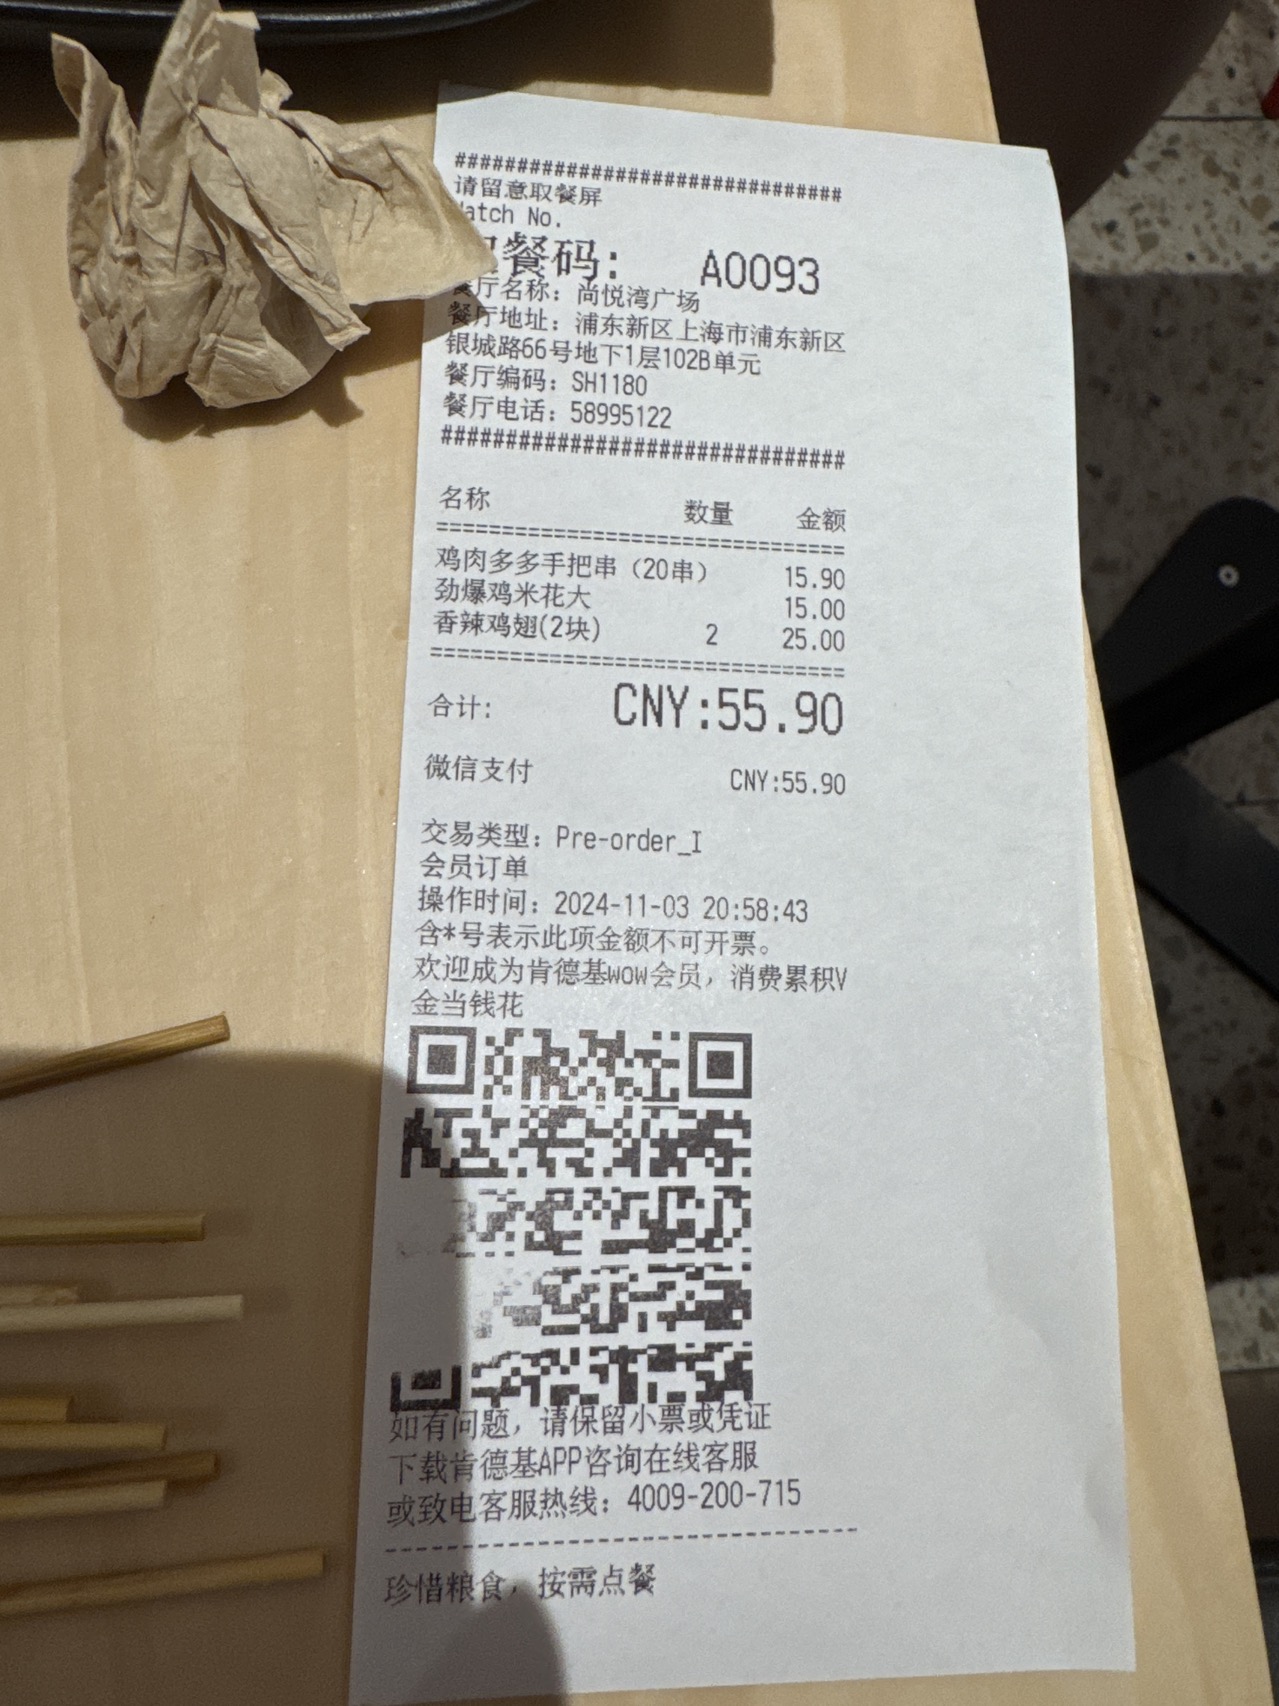 ################################
请留意取餐屏
atch No.
餐码： A0093
餐厅名称：尚悦湾广场
餐厅地址：浦东新区上海市浦东新区
银城路66号地下1层102B单元
餐厅编码：SH1180
餐厅电话：58995122
################################
名称 数量 金额
================================
鸡肉多多手把串（20串） 15.90
劲爆鸡米花大 15.00
香辣鸡翅(2块) 2 25.00
================================
合计: CNY:55.90
微信支付 CNY:55.90
交易类型：Pre-order_I
会员订单
操作时间：2024-11-03 20:58:43
含*号表示此项金额不可开票。
欢迎成为肯德基wow会员，消费累积V
金当钱花
如有问题，请保留小票或凭证
下载肯德基APP咨询在线客服
或致电客服热线：4009-200-715
--------------------------------
珍惜粮食，按需点餐